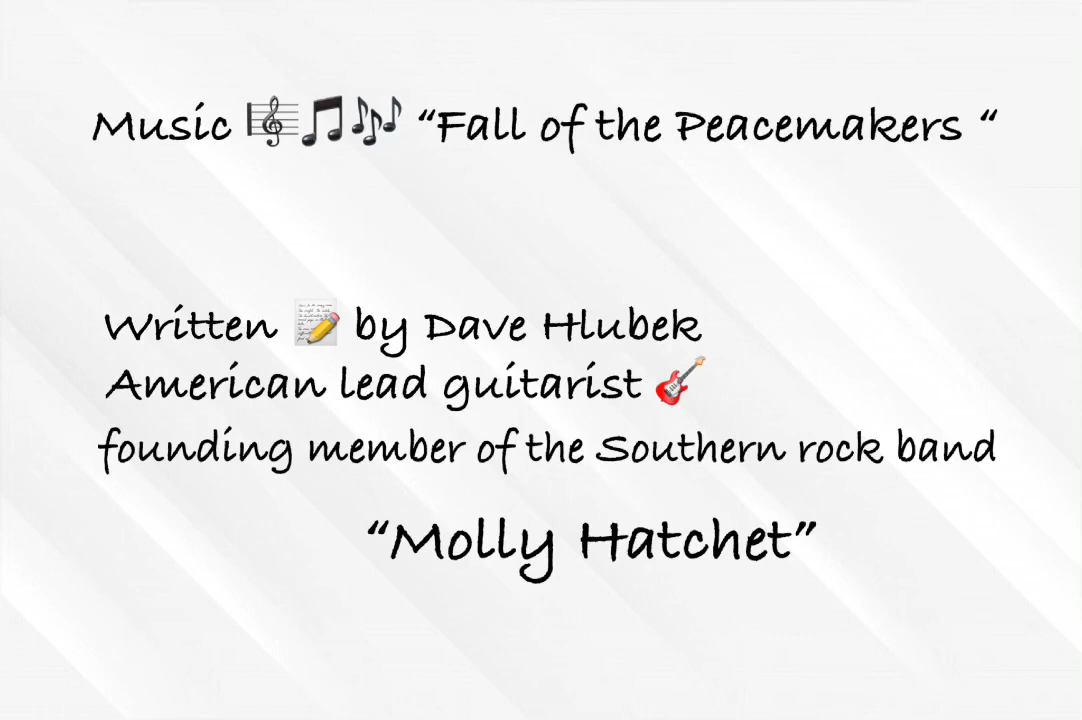 Music 🎼🎵🎶 “Fall of the Peacemakers “
Written 📝 by Dave Hlubek
American lead guitarist 🎸
founding member of the Southern rock band
“Molly Hatchet”